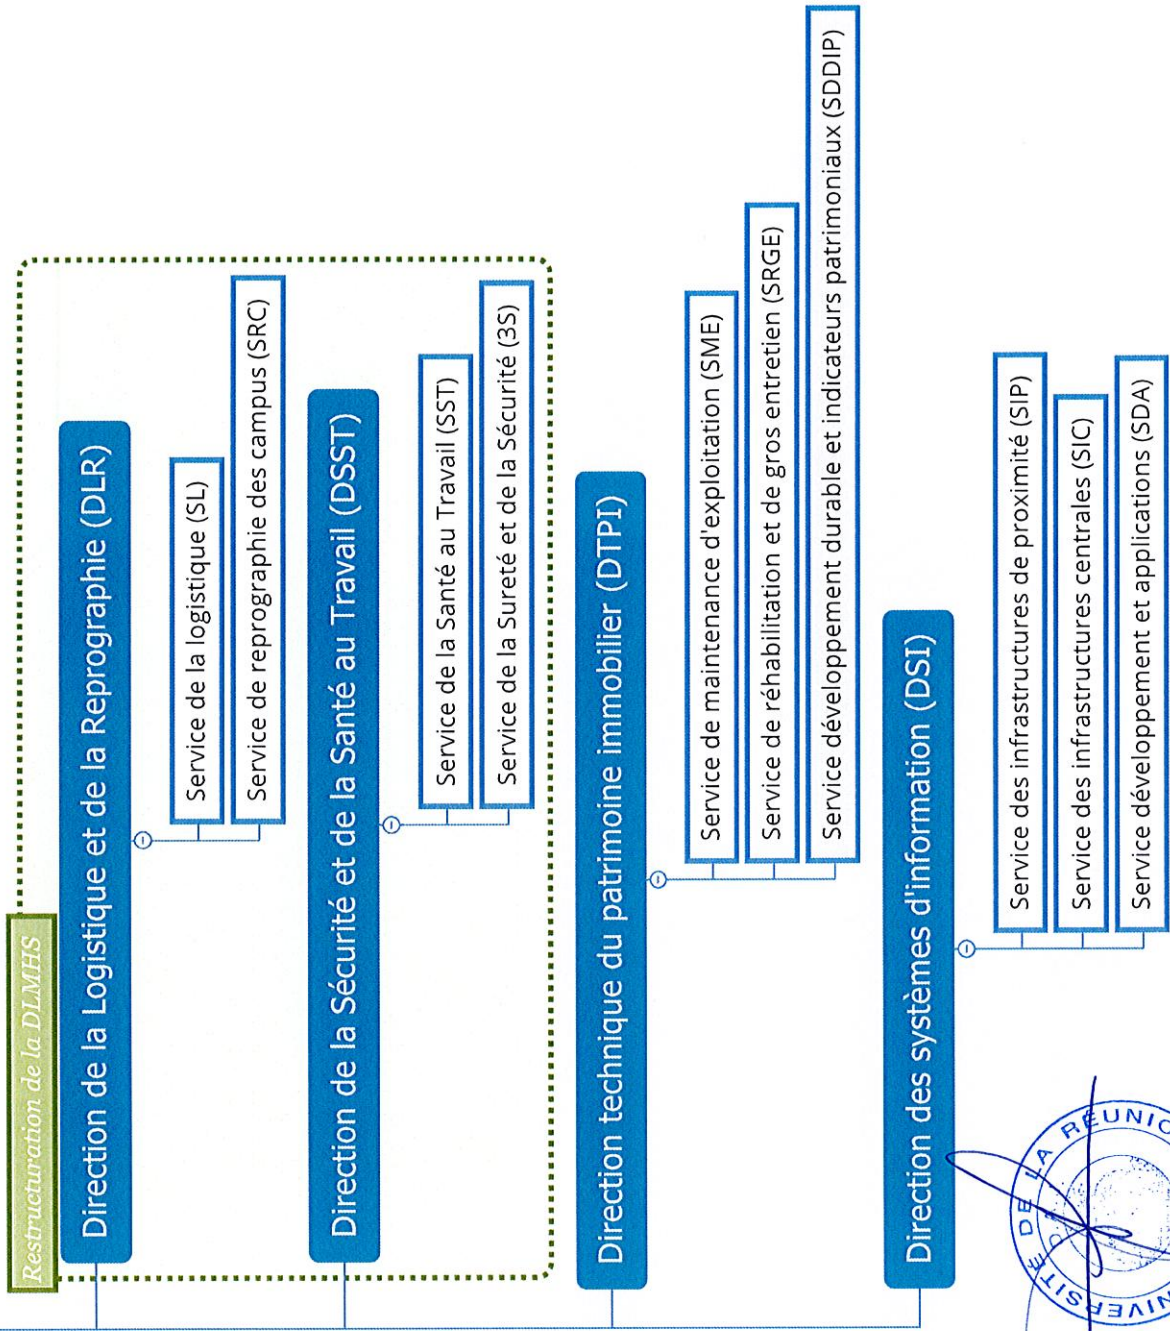 Restructuration de la DLMHS
Direction de la Logistique et de la Reprographie (DLR)
Service de la logistique (SL)
Service de reprographie des campus (SRC)
Direction de la Sécurité et de la Santé au Travail (DSST)
Service de la Santé au Travail (SST)
Service de la Sureté et de la Sécurité (3S)
Direction technique du patrimoine immobilier (DTPI)
Service de maintenance d'exploitation (SME)
Service de réhabilitation et de gros entretien (SRGE)
Service développement durable et indicateurs patrimoniaux (SDDIP)
Direction des systèmes d'information (DSI)
Service des infrastructures de proximité (SIP)
Service des infrastructures centrales (SIC)
Service développement et applications (SDA)
UNIVERSITÉ DE LA RÉUNIO